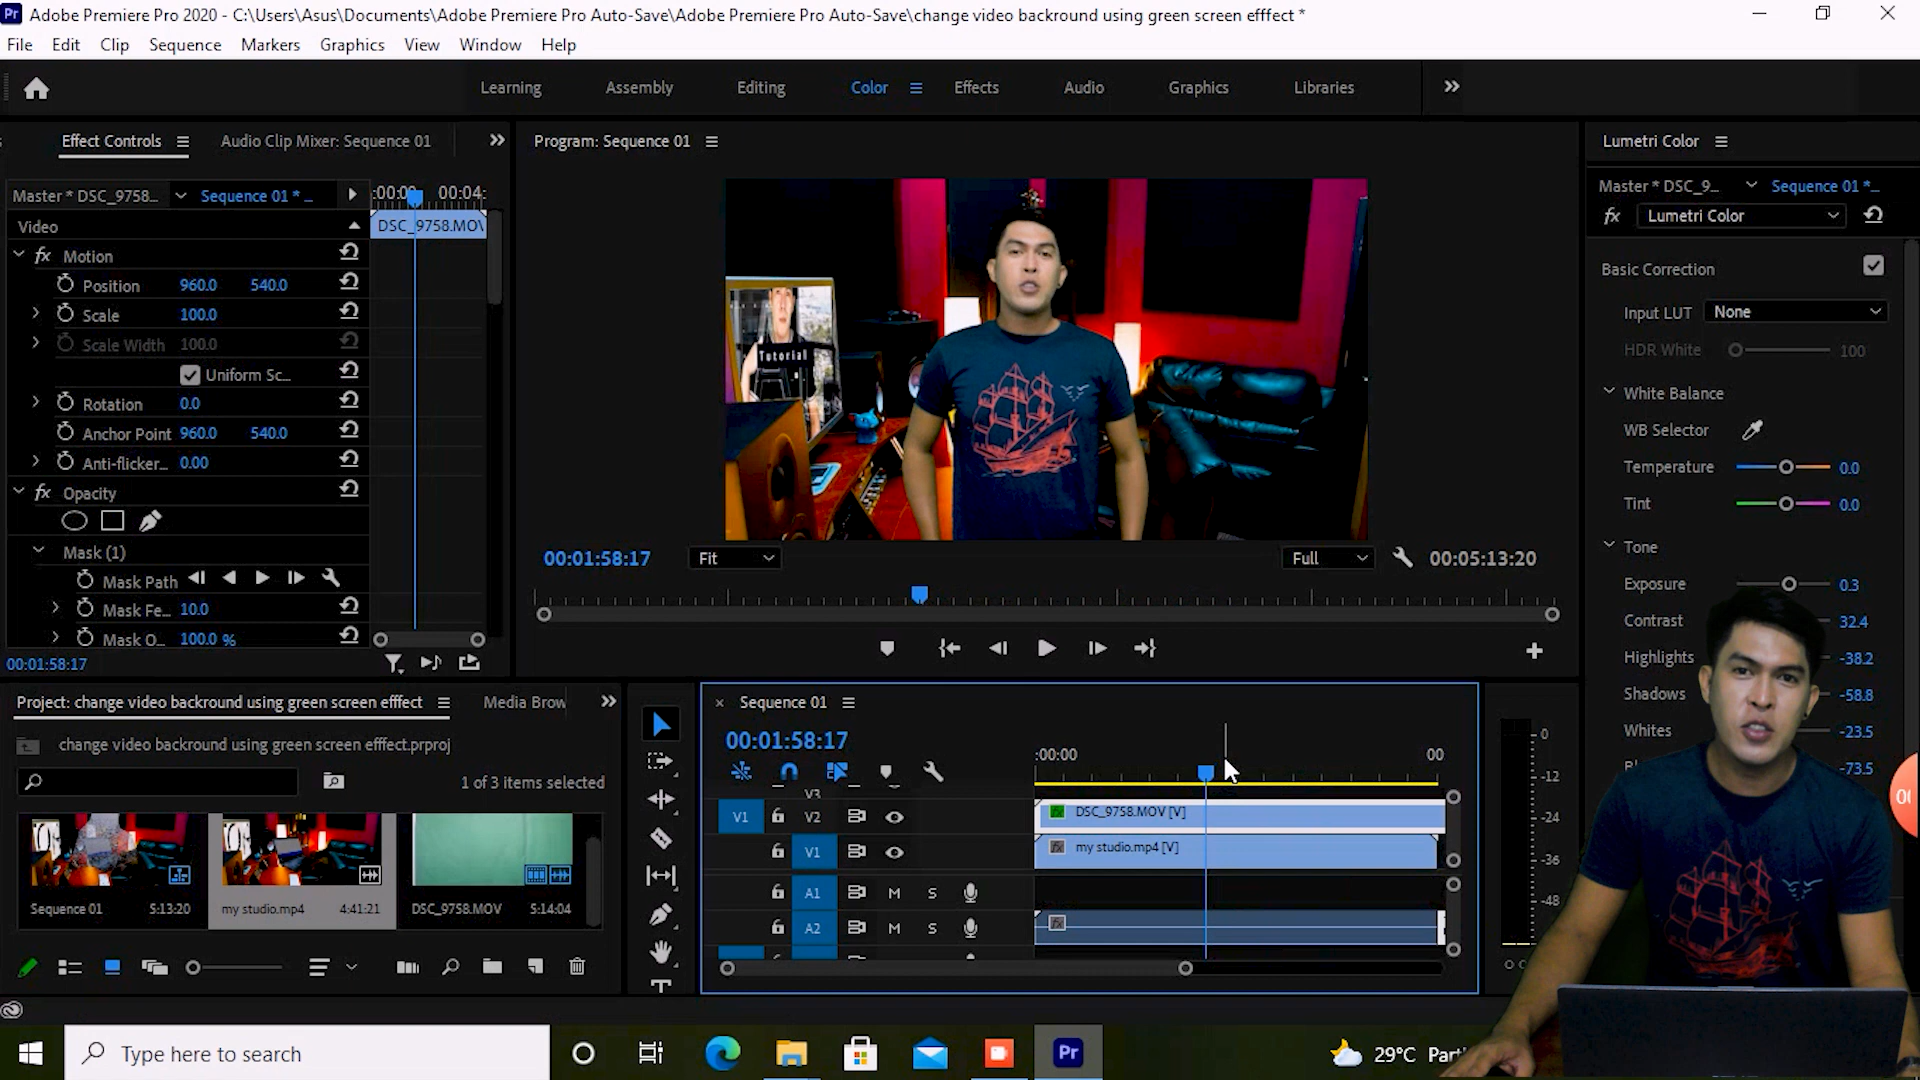 Pr Adobe Premiere Pro 2020 - C:\Users\Asus\Documents\Adobe Premiere Pro Auto-Save\Adobe Premiere Pro Auto-Save\change video backround using green screen efffect *
File Edit Clip Sequence Markers Graphics View Window Help
Learning Assembly Editing Color Effects Audio Graphics Libraries
Effect Controls Audio Clip Mixer: Sequence 01
Master * DSC_9758... Sequence 01 * ... :00:00 00:04:
Video DSC_9758.MOV
fx Motion
Position 960.0 540.0
Scale 100.0
Scale Width 100.0
Uniform Sc...
Rotation 0.0
Anchor Point 960.0 540.0
Anti-flicker... 0.00
fx Opacity
Mask (1)
Mask Path
Mask Fe... 10.0
Mask O... 100.0 %
00:01:58:17
Program: Sequence 01
Tutorial
00:01:58:17 Fit Full 00:05:13:20
Lumetri Color
Master * DSC_9... Sequence 01 *...
fx Lumetri Color
Basic Correction
Input LUT None
HDR White 100
White Balance
WB Selector
Temperature 0.0
Tint 0.0
Tone
Exposure 0.3
Contrast 32.4
Highlights -38.2
Shadows -58.8
Whites -23.5
-73.5
Project: change video backround using green screen efffect Media Brow
change video backround using green screen efffect.prproj
1 of 3 items selected
Sequence 01 5:13:20 my studio.mp4 4:41:21 DSC_9758.MOV 5:14:04
× Sequence 01
00:01:58:17 :00:00 00
V3
V1 V2 fx DSC_9758.MOV [V]
V1 fx my studio.mp4 [V]
A1 M S
A2 M S fx
0
-12
-24
-36
-48
Type here to search Pr 29°C Parti